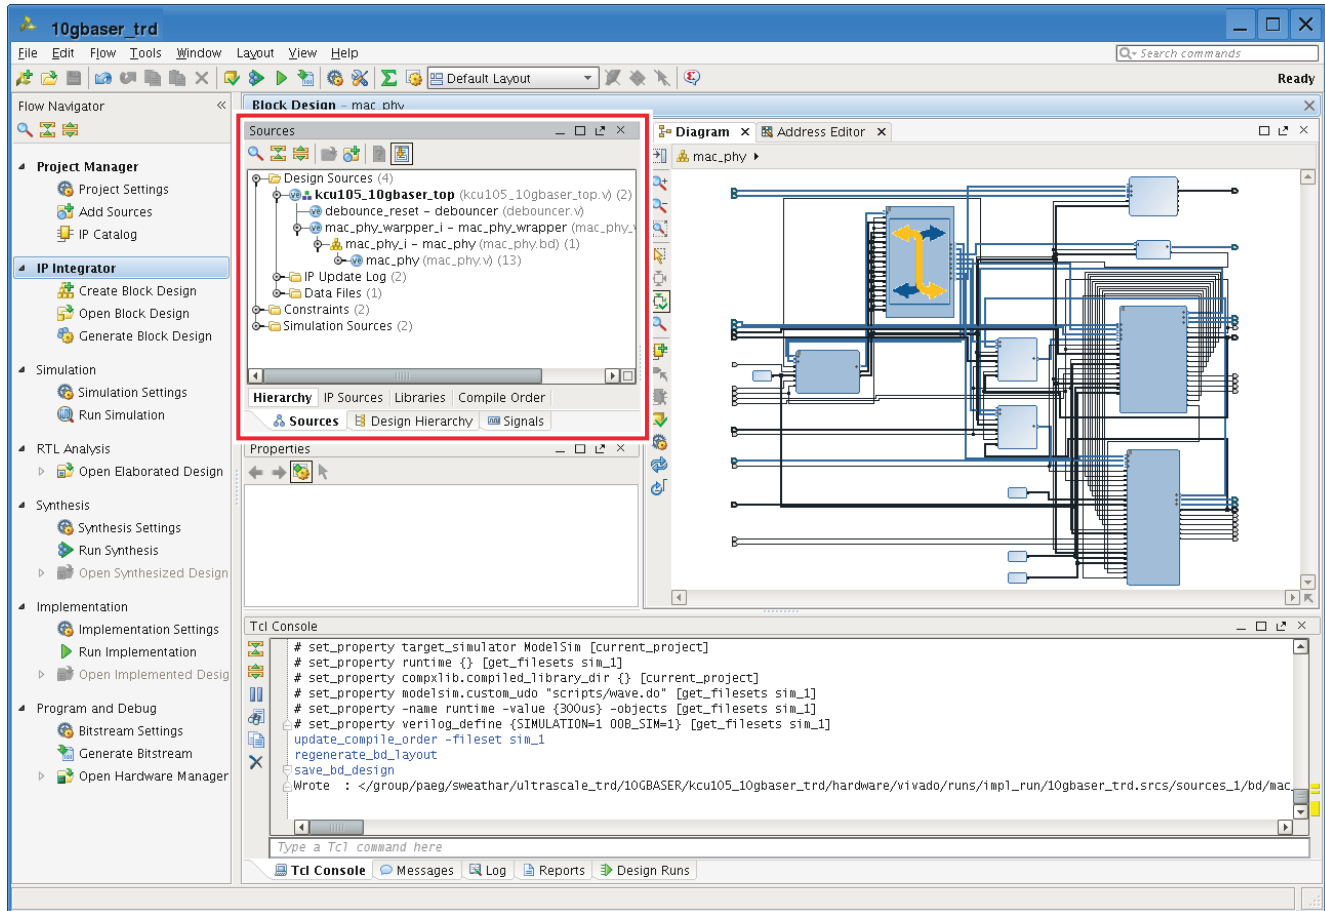 10gbaser_trd
File Edit Flow Tools Window Layout View Help
Search commands
Default Layout
Ready
Flow Navigator
Project Manager
Project Settings
Add Sources
IP Catalog
IP Integrator
Create Block Design
Open Block Design
Generate Block Design
Simulation
Simulation Settings
Run Simulation
RTL Analysis
Open Elaborated Design
Synthesis
Synthesis Settings
Run Synthesis
Open Synthesized Design
Implementation
Implementation Settings
Run Implementation
Open Implemented Desig
Program and Debug
Bitstream Settings
Generate Bitstream
Open Hardware Manager
Block Design - mac_phy
Sources
Design Sources (4)
kcu105_10gbaser_top (kcu105_10gbaser_top.v) (2)
debounce_reset - debouncer (debouncer.v)
mac_phy_warpper_i - mac_phy_wrapper (mac_phy_v
mac_phy_i - mac_phy (mac_phy.bd) (1)
mac_phy (mac_phy.v) (13)
IP Update Log (2)
Data Files (1)
Constraints (2)
Simulation Sources (2)
Hierarchy IP Sources Libraries Compile Order
Sources Design Hierarchy Signals
Properties
Diagram Address Editor
mac_phy
Tcl Console
# set_property target_simulator ModelSim [current_project]
# set_property runtime {} [get_filesets sim_1]
# set_property compxlib.compiled_library_dir {} [current_project]
# set_property modelsim.custom_udo "scripts/wave.do" [get_filesets sim_1]
# set_property -name runtime -value {300us} -objects [get_filesets sim_1]
# set_property verilog_define {SIMULATION=1 OOB_SIM=1} [get_filesets sim_1]
update_compile_order -fileset sim_1
regenerate_bd_layout
save_bd_design
Wrote : </group/paeg/sweathar/ultrascale_trd/10GBASER/kcu105_10gbaser_trd/hardware/vivado/runs/impl_run/10gbaser_trd.srcs/sources_1/bd/mac_
Type a Tcl command here
Tcl Console Messages Log Reports Design Runs